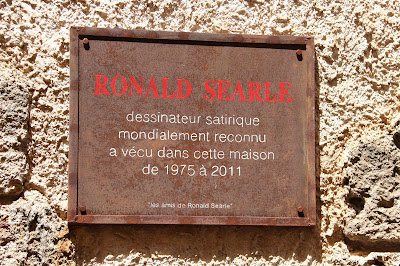 RONALD SEARLE
dessinateur satirique
mondialement reconnu
a vécu dans cette maison
de 1975 à 2011
"les amis de Ronald Searle"